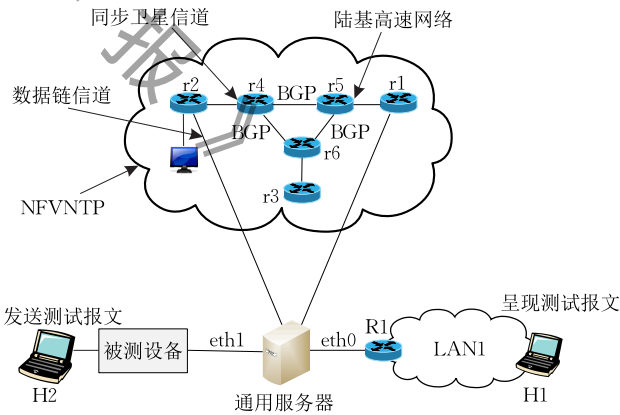 同步卫星信道
陆基高速网络
报》
r2
r4
BGP
r5
r1
数据链信道
BGP
BGP
r6
r3
NFVNTP
发送测试报文
呈现测试报文
被测设备
eth1
eth0
R1
LAN1
H2
通用服务器
H1